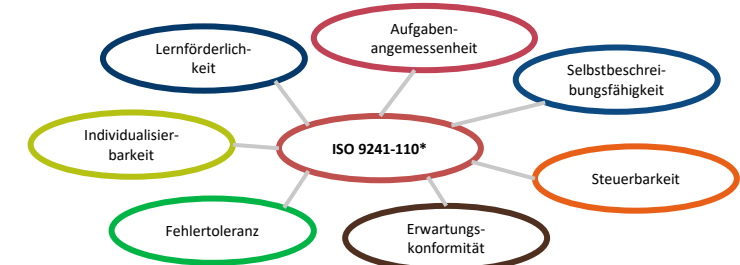 Aufgaben-
angemessenheit
Lernförderlich-
keit
Selbstbeschrei-
bungsfähigkeit
Individualisier-
barkeit
ISO 9241-110*
Steuerbarkeit
Fehlertoleranz
Erwartungs-
konformität